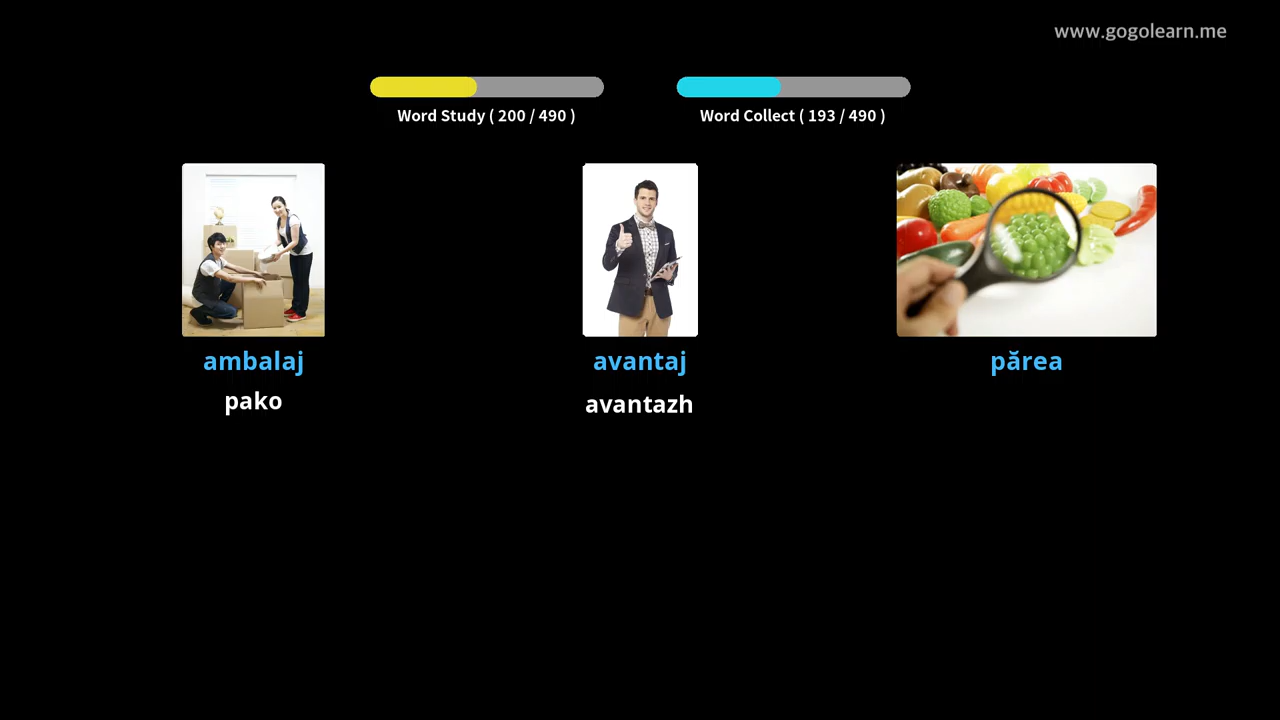 www.gogolearn.me
Word Study ( 200 / 490 )
Word Collect ( 193 / 490 )
ambalaj
avantaj
părea
pako
avantazh